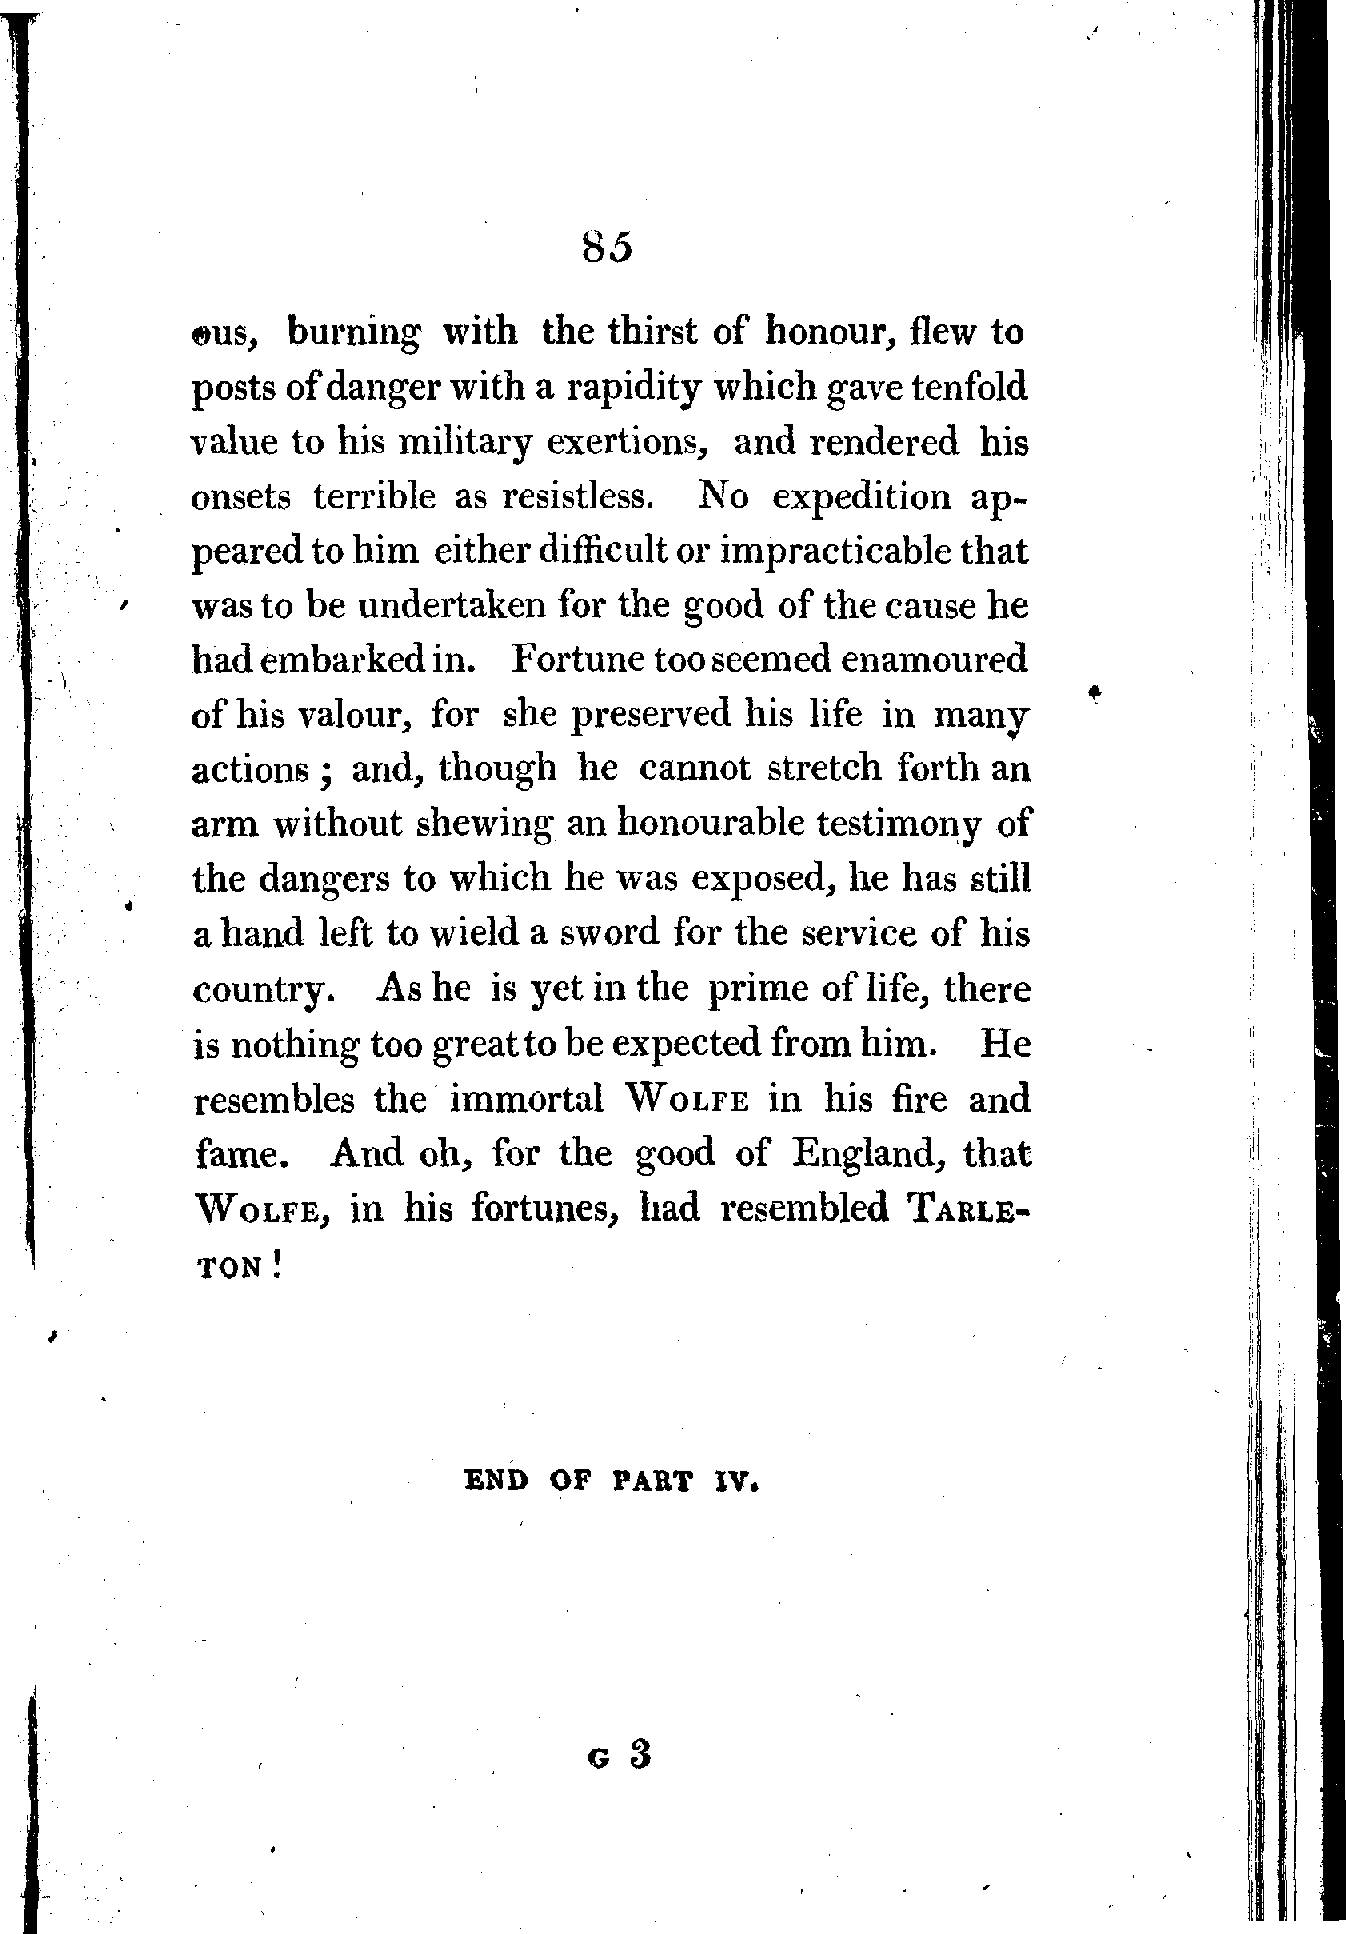 85
ous, burning with the thirst of honour, flew to
posts of danger with a rapidity which gave tenfold
value to his military exertions, and rendered his
onsets terrible as resistless. No expedition ap-
peared to him either difficult or impracticable that
was to be undertaken for the good of the cause he
had embarked in. Fortune too seemed enamoured
of his valour, for she preserved his life in many
actions ; and, though he cannot stretch forth an
arm without shewing an honourable testimony of
the dangers to which he was exposed, he has still
a hand left to wield a sword for the service of his
country. As he is yet in the prime of life, there
is nothing too great to be expected from him. He
resembles the immortal WOLFE in his fire and
fame. And oh, for the good of England, that
WOLFE, in his fortunes, had resembled TARLE-
TON !
END OF PART IV.
G 3